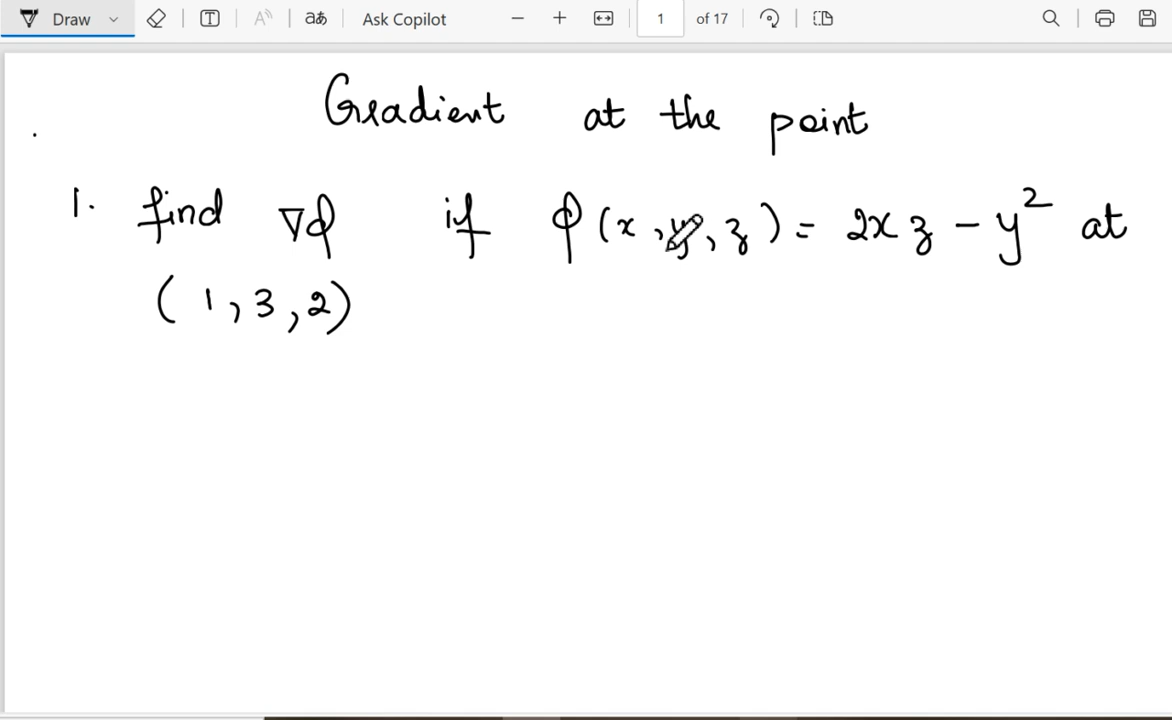 Draw aあ Ask Copilot 1 of 17
Gradient at the point
1. find ∇φ if φ(x,y,z) = 2xz - y² at
(1,3,2)